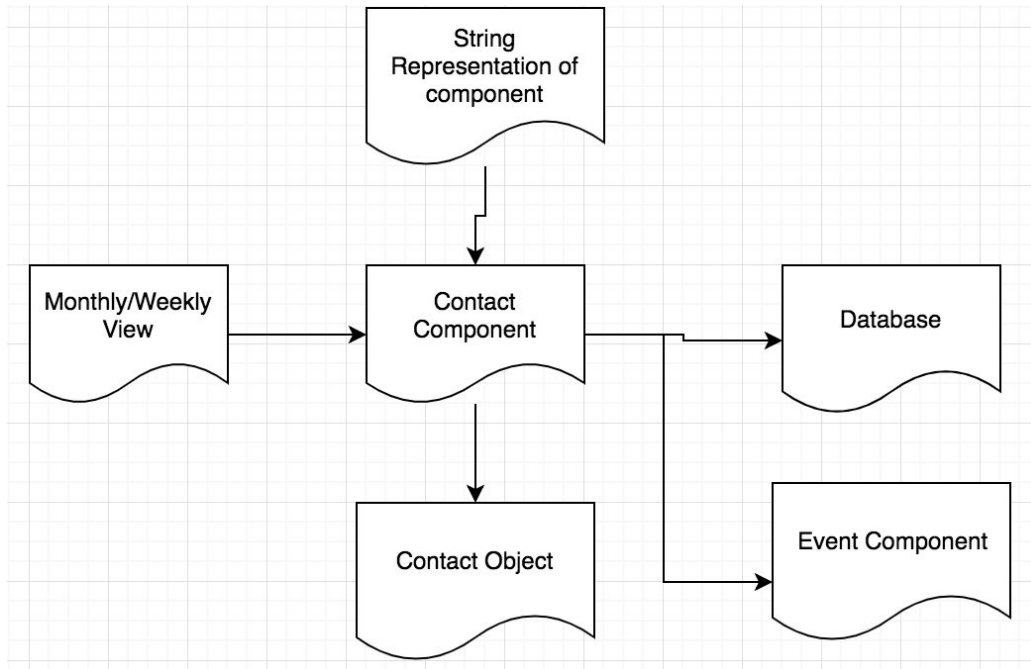 String
Representation of
component
Monthly/Weekly
View
Contact
Component
Database
Contact Object
Event Component